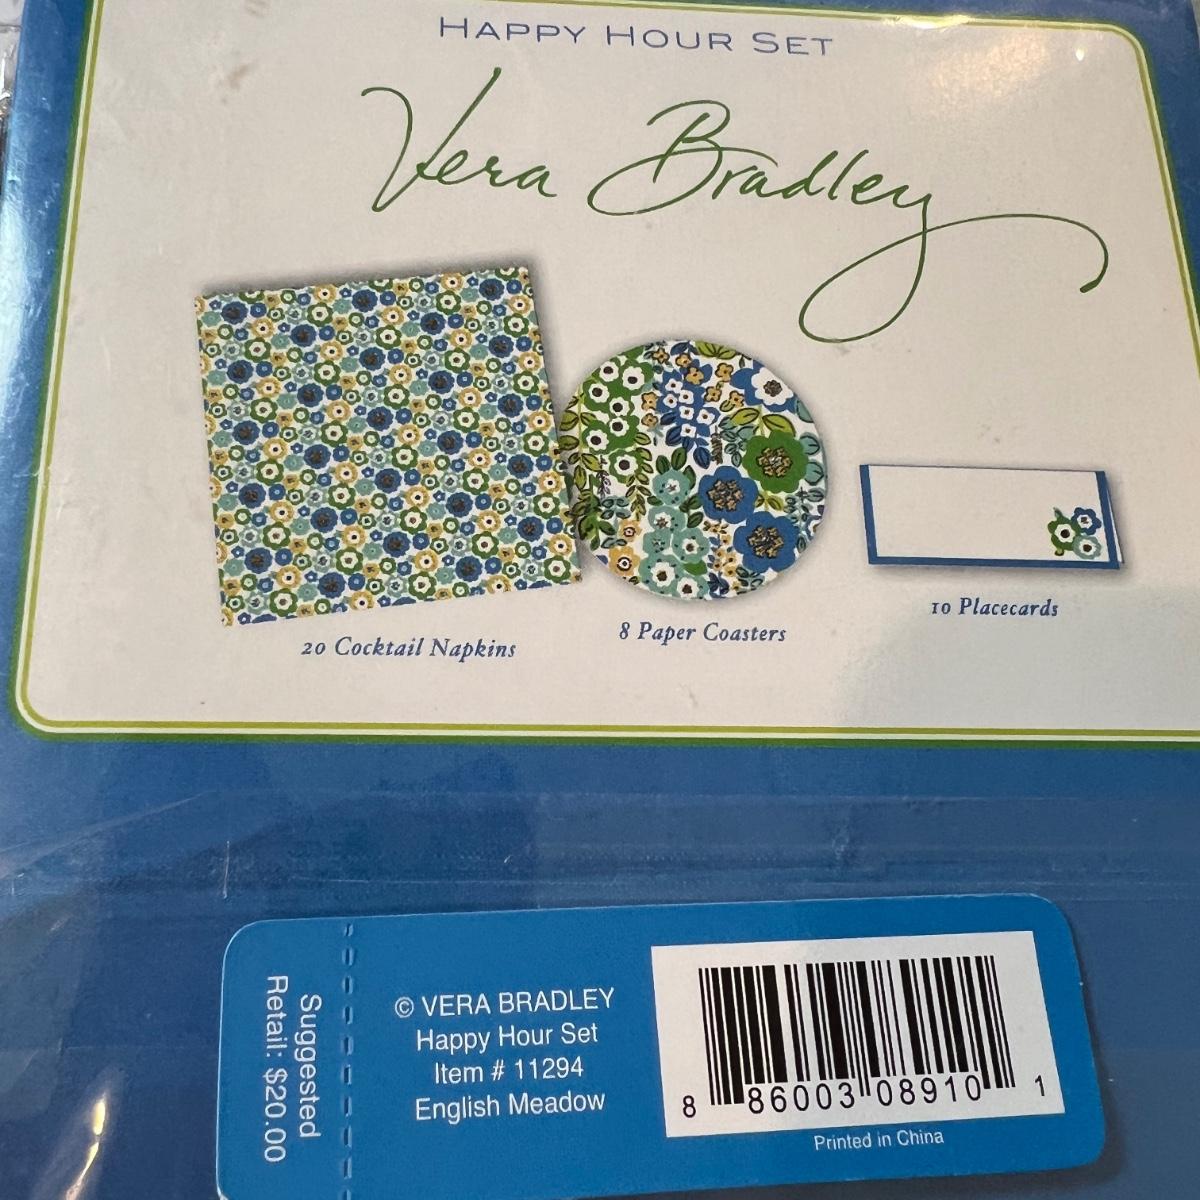 HAPPY HOUR SET
Vera Bradley
20 Cocktail Napkins
8 Paper Coasters
10 Placecards
Suggested
Retail: $20.00
© VERA BRADLEY
Happy Hour Set
Item # 11294
English Meadow
8 86003 08910 1
Printed in China